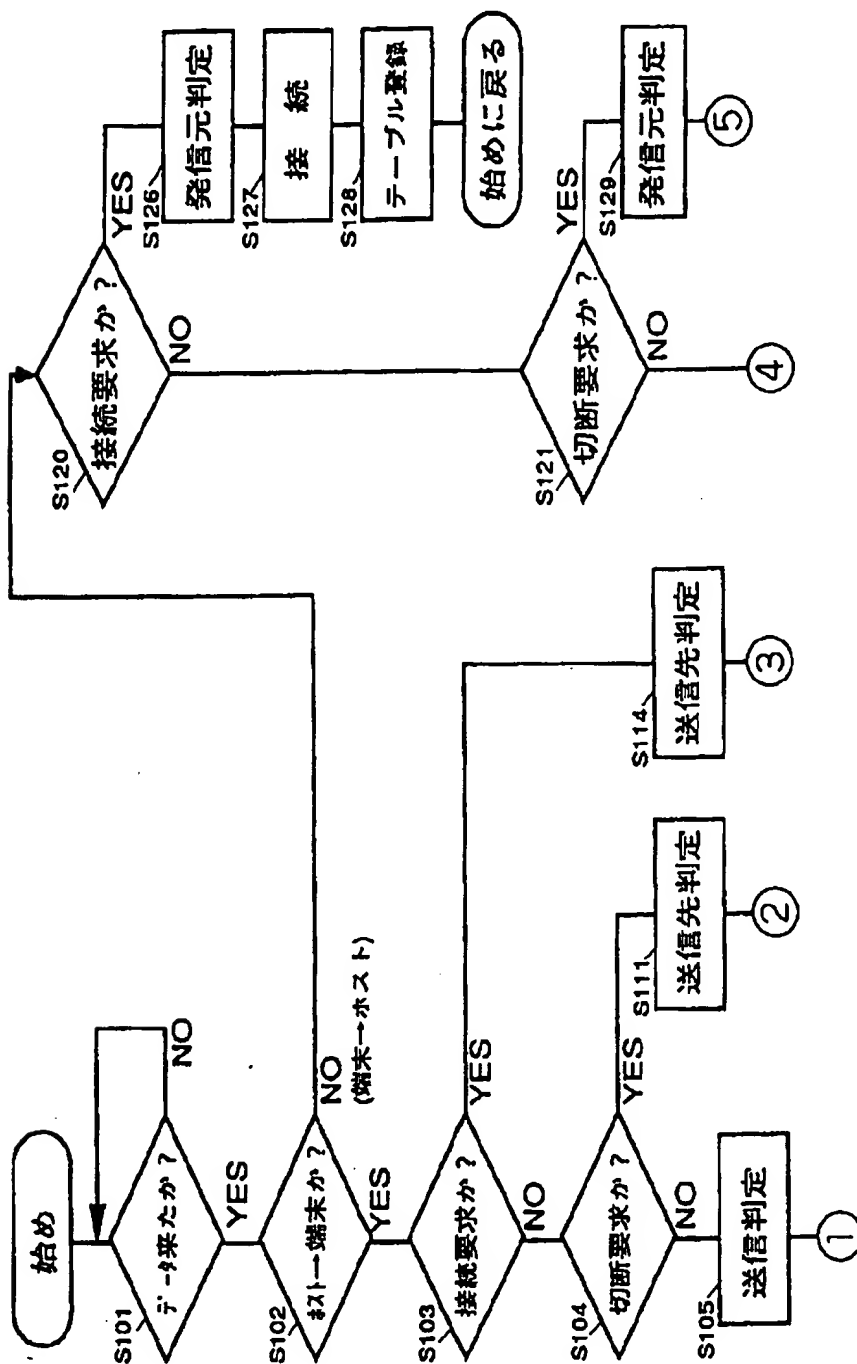 始め
S101
データ来たか？
NO
YES
S102
ホスト→端末か？
NO
(端末→ホスト)
YES
S103
接続要求か？
YES
NO
S104
切断要求か？
YES
NO
S105
送信判定
①
S111
送信先判定
②
S114
送信先判定
③
S120
接続要求か？
YES
NO
S126
発信元判定
S127
接続
S128
テーブル登録
始めに戻る
S121
切断要求か？
YES
NO
④
S129
発信元判定
⑤